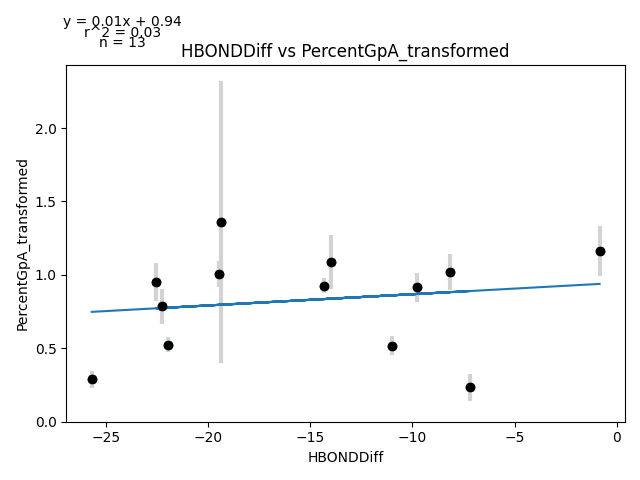 y = 0.01x + 0.94
r^2 = 0.03
n = 13
HBONDDiff vs PercentGpA_transformed
PercentGpA_transformed
2.0
1.5
1.0
0.5
0.0
−25
−20
−15
−10
−5
0
HBONDDiff